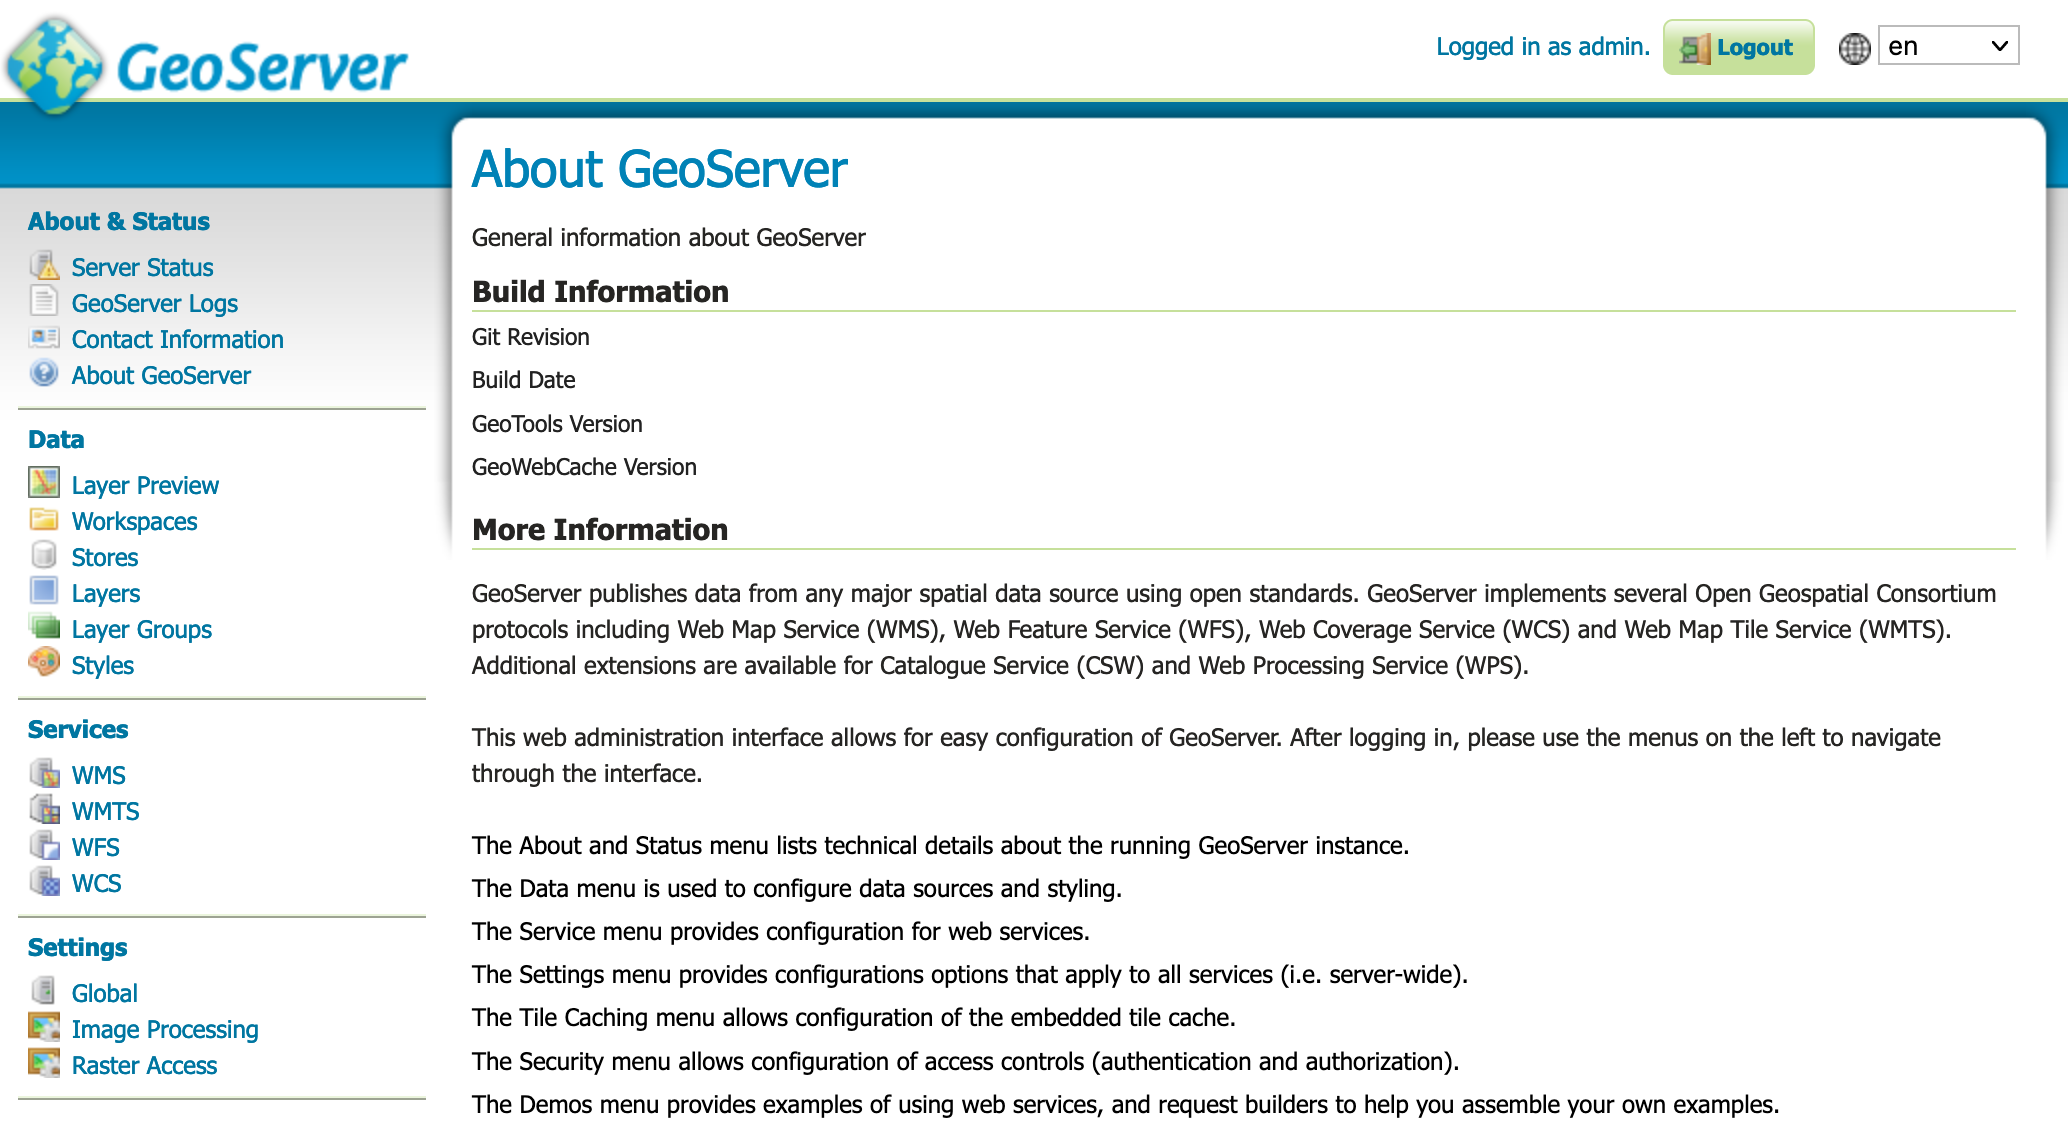 GeoServer
Logged in as admin.
Logout
en
About & Status
Server Status
GeoServer Logs
Contact Information
About GeoServer
Data
Layer Preview
Workspaces
Stores
Layers
Layer Groups
Styles
Services
WMS
WMTS
WFS
WCS
Settings
Global
Image Processing
Raster Access
About GeoServer
General information about GeoServer
Build Information
Git Revision
Build Date
GeoTools Version
GeoWebCache Version
More Information
GeoServer publishes data from any major spatial data source using open standards. GeoServer implements several Open Geospatial Consortium
protocols including Web Map Service (WMS), Web Feature Service (WFS), Web Coverage Service (WCS) and Web Map Tile Service (WMTS).
Additional extensions are available for Catalogue Service (CSW) and Web Processing Service (WPS).
This web administration interface allows for easy configuration of GeoServer. After logging in, please use the menus on the left to navigate
through the interface.
The About and Status menu lists technical details about the running GeoServer instance.
The Data menu is used to configure data sources and styling.
The Service menu provides configuration for web services.
The Settings menu provides configurations options that apply to all services (i.e. server-wide).
The Tile Caching menu allows configuration of the embedded tile cache.
The Security menu allows configuration of access controls (authentication and authorization).
The Demos menu provides examples of using web services, and request builders to help you assemble your own examples.